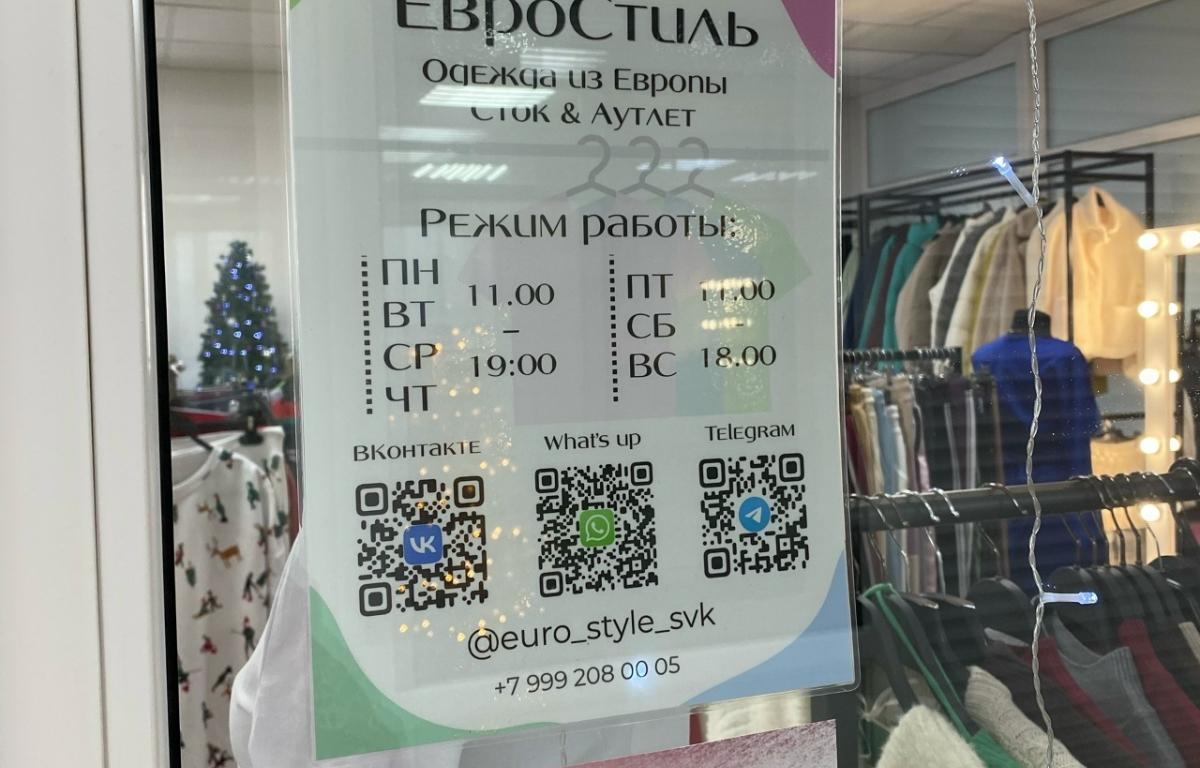 ЕвроСтиль
Одежда из Европы
Сток & Аутлет
Режим работы:
ПН
ВТ
СР
ЧТ
11.00
–
19:00
ПТ
СБ
ВС
11.00
-
18.00
ВКонтакте
What's up
Telegram
@euro_style_svk
+7 999 208 00 05